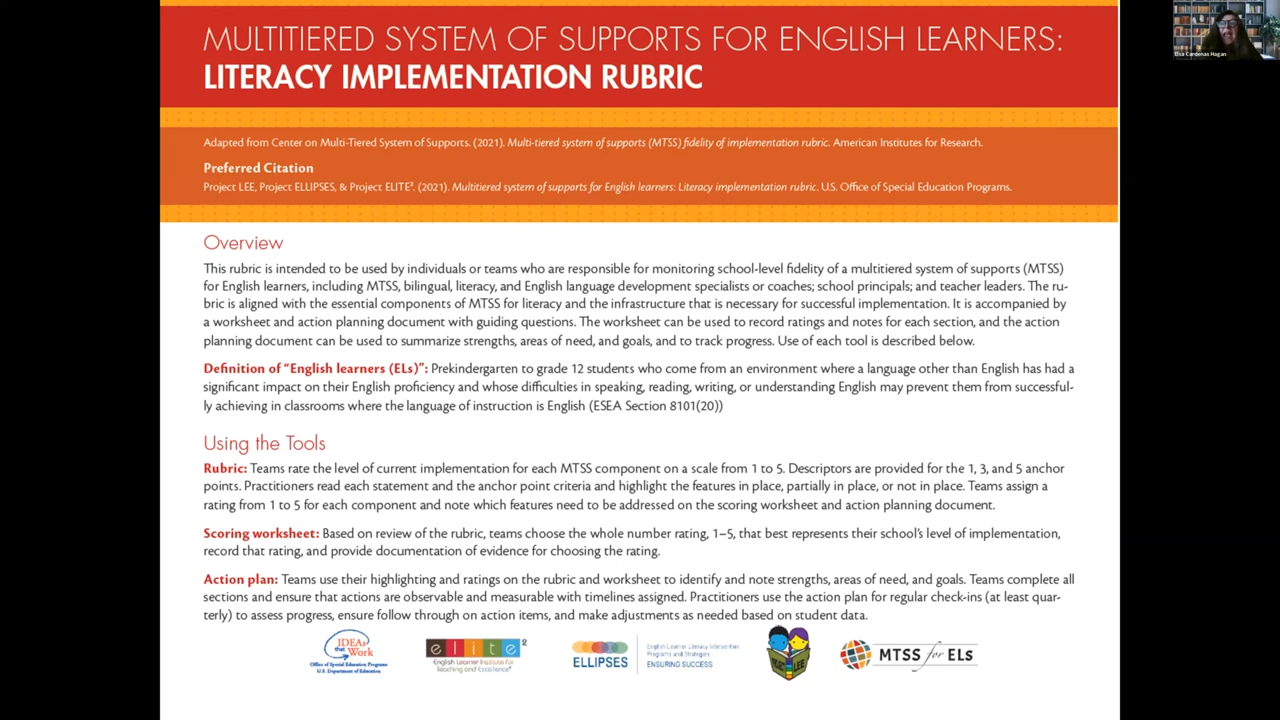 MULTITIERED SYSTEM OF SUPPORTS FOR ENGLISH LEARNERS:
LITERACY IMPLEMENTATION RUBRIC
Elsa Cardenas Hagan
Adapted from Center on Multi-Tiered System of Supports. (2021). Multi-tiered system of supports (MTSS) fidelity of implementation rubric. American Institutes for Research.
Preferred Citation
Project LEE, Project ELLIPSES, & Project ELITE². (2021). Multitiered system of supports for English learners: Literacy implementation rubric. U.S. Office of Special Education Programs.
Overview
This rubric is intended to be used by individuals or teams who are responsible for monitoring school-level fidelity of a multitiered system of supports (MTSS)
for English learners, including MTSS, bilingual, literacy, and English language development specialists or coaches; school principals; and teacher leaders. The ru-
bric is aligned with the essential components of MTSS for literacy and the infrastructure that is necessary for successful implementation. It is accompanied by
a worksheet and action planning document with guiding questions. The worksheet can be used to record ratings and notes for each section, and the action
planning document can be used to summarize strengths, areas of need, and goals, and to track progress. Use of each tool is described below.
Definition of “English learners (ELs)”: Prekindergarten to grade 12 students who come from an environment where a language other than English has had a
significant impact on their English proficiency and whose difficulties in speaking, reading, writing, or understanding English may prevent them from successful-
ly achieving in classrooms where the language of instruction is English (ESEA Section 8101(20))
Using the Tools
Rubric: Teams rate the level of current implementation for each MTSS component on a scale from 1 to 5. Descriptors are provided for the 1, 3, and 5 anchor
points. Practitioners read each statement and the anchor point criteria and highlight the features in place, partially in place, or not in place. Teams assign a
rating from 1 to 5 for each component and note which features need to be addressed on the scoring worksheet and action planning document.
Scoring worksheet: Based on review of the rubric, teams choose the whole number rating, 1–5, that best represents their school’s level of implementation,
record that rating, and provide documentation of evidence for choosing the rating.
Action plan: Teams use their highlighting and ratings on the rubric and worksheet to identify and note strengths, areas of need, and goals. Teams complete all
sections and ensure that actions are observable and measurable with timelines assigned. Practitioners use the action plan for regular check-ins (at least quar-
terly) to assess progress, ensure follow through on action items, and make adjustments as needed based on student data.
IDEAs
that Work
Office of Special Education Programs
U.S. Department of Education
elite²
English Learner Institute for
Teaching and Excellence
ELLIPSES
English Learner Literacy Intervention
Programs and Strategies
ENSURING SUCCESS
MTSS for ELS